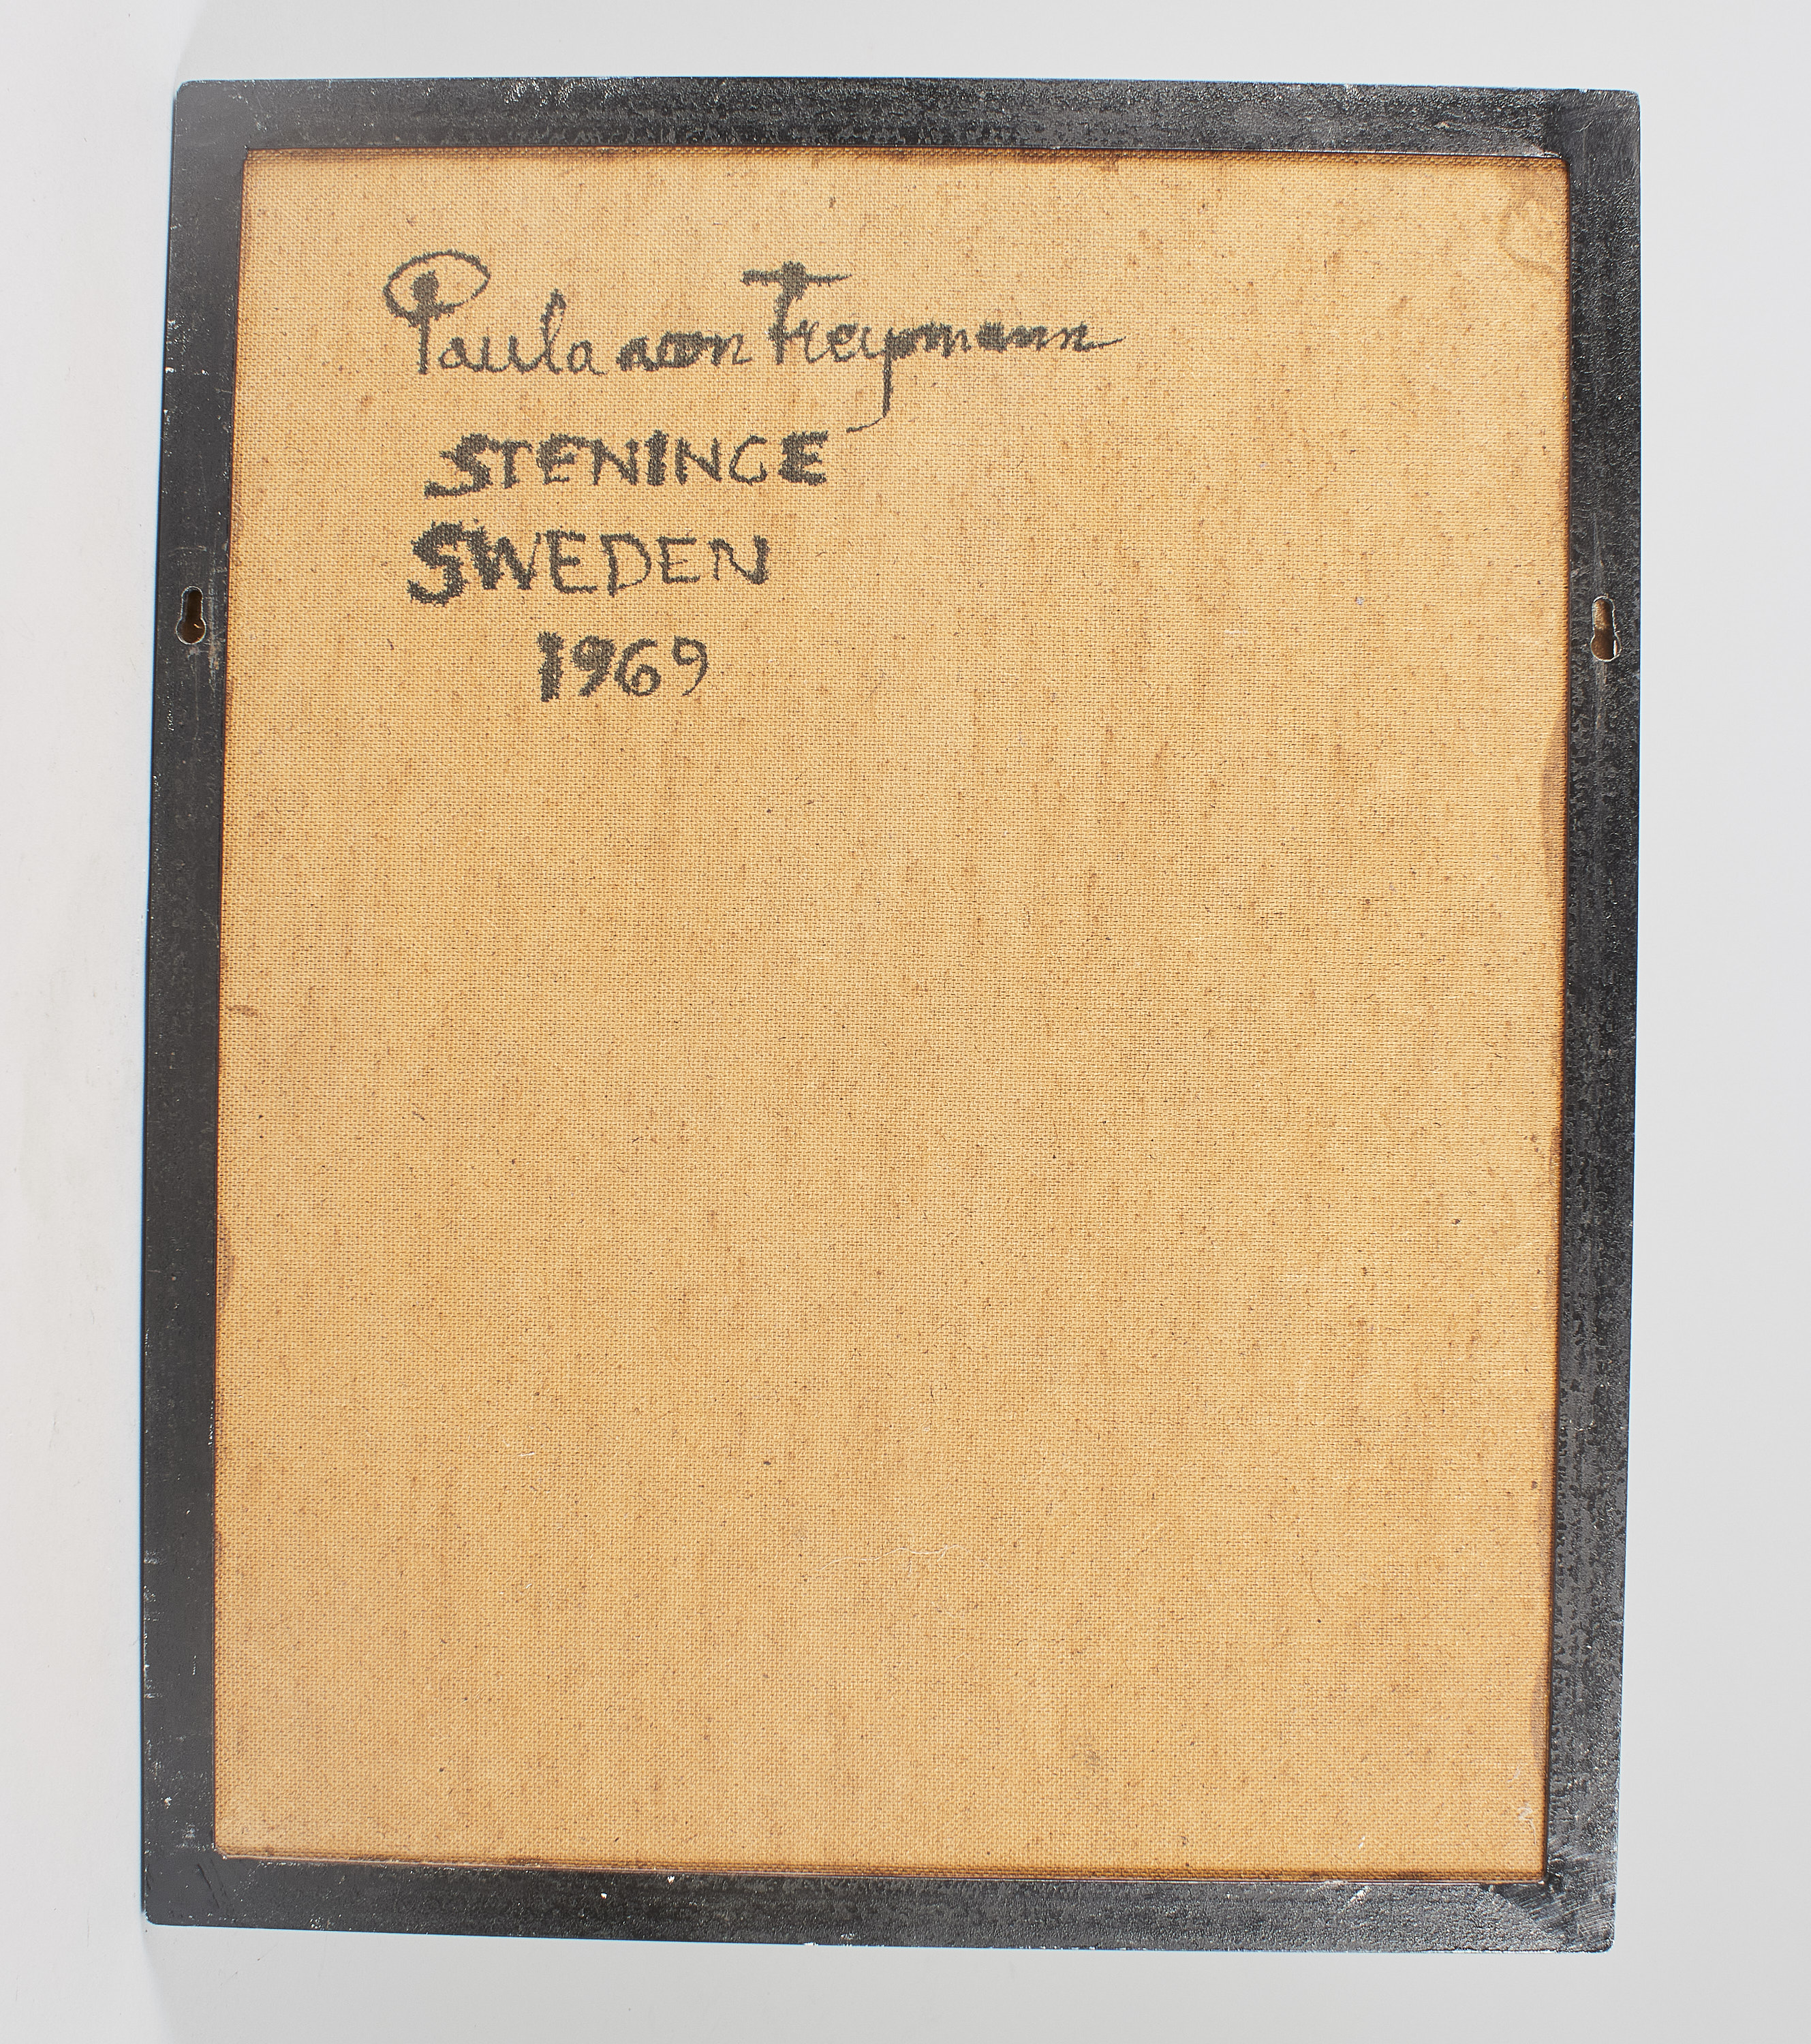 Paula von Freymann
STENINGE
SWEDEN
1969